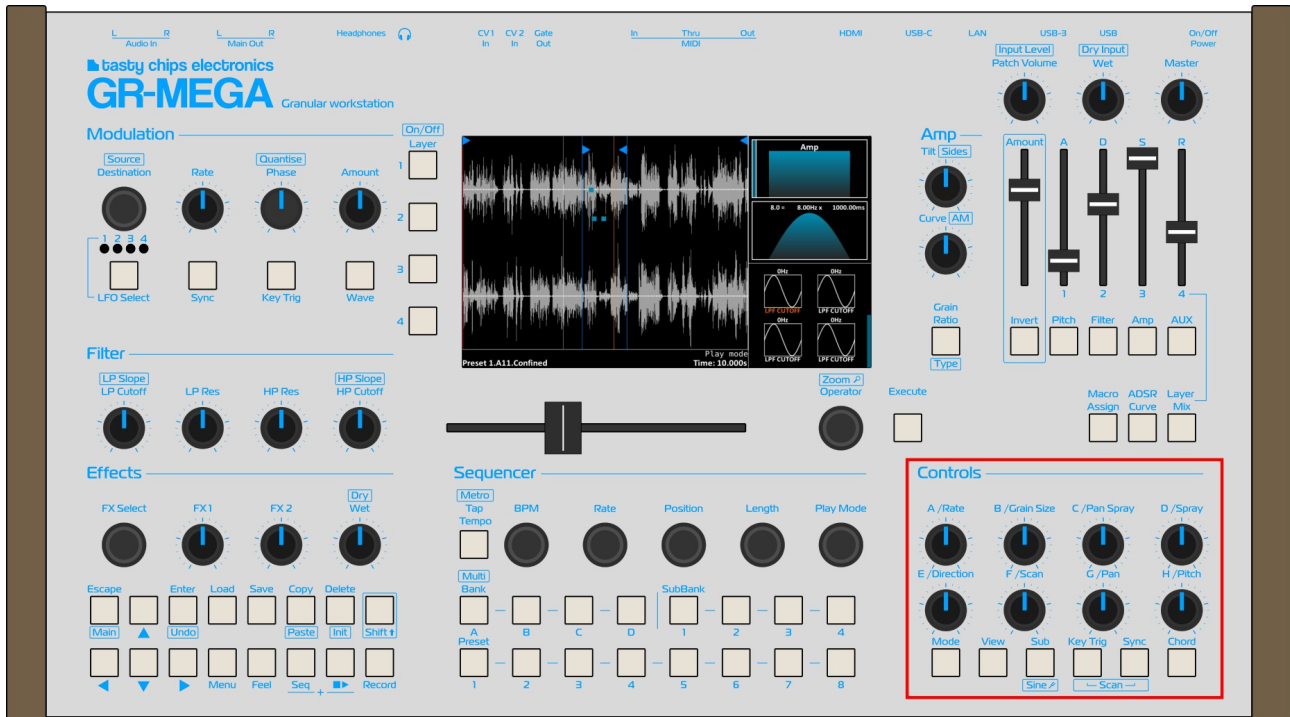 L R L R Headphones CV 1 CV 2 Gate In Thru Out HDMI USB-C LAN USB-3 USB On/Off
Audio In Main Out In In Out MIDI Power
tasty chips electronics
GR-MEGA Granular workstation
Input Level Dry Input
Patch Volume Wet Master
Modulation
Source Quantise
Destination Rate Phase Amount
1 2 3 4
LFO Select Sync Key Trig Wave
On/Off
Layer
1
2
3
4
Amp
8.0 = 8.00Hz x 1000.00ms
0Hz 0Hz
LPF CUTOFF LPF CUTOFF
0Hz 0Hz
LPF CUTOFF LPF CUTOFF
Play mode
Preset 1.A11.Confined Time: 10.000s
Amp
Tilt Sides
Curve AM
Grain
Ratio
Type
Amount A D S R
1 2 3 4
Invert Pitch Filter Amp AUX
Macro ADSR Layer
Assign Curve Mix
Filter
LP Slope HP Slope
LP Cutoff LP Res HP Res HP Cutoff
Zoom
Operator Execute
Effects
Dry
FX Select FX 1 FX 2 Wet
Escape Enter Load Save Copy Delete
Main Undo Paste Init Shift
Menu Feel Seq + Record
Sequencer
Metro
Tap
Tempo BPM Rate Position Length Play Mode
Multi
Bank SubBank
A B C D 1 2 3 4
Preset
1 2 3 4 5 6 7 8
Controls
A /Rate B /Grain Size C /Pan Spray D /Spray
E /Direction F /Scan G /Pan H /Pitch
Mode View Sub Key Trig Sync Chord
Sine Scan